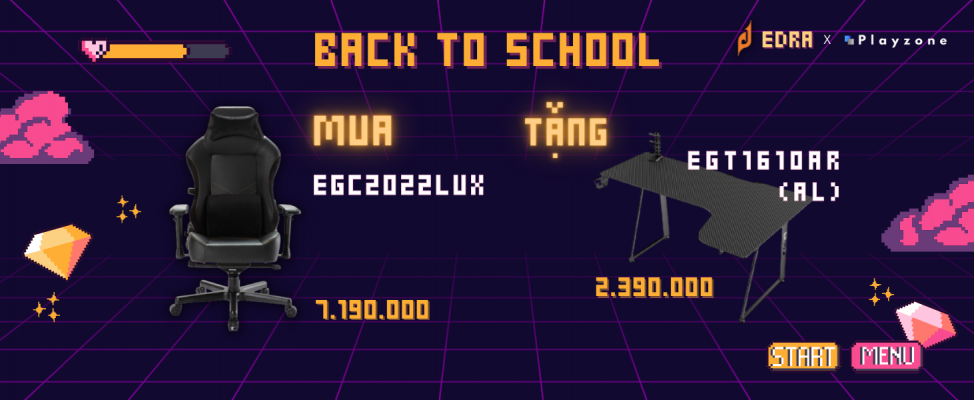 BACK TO SCHOOL
EDRA X Playzone
MUA
TẶNG
EGC2022LUX
EGT1610AR
(AL)
7.190.000
2.390.000
START MENU